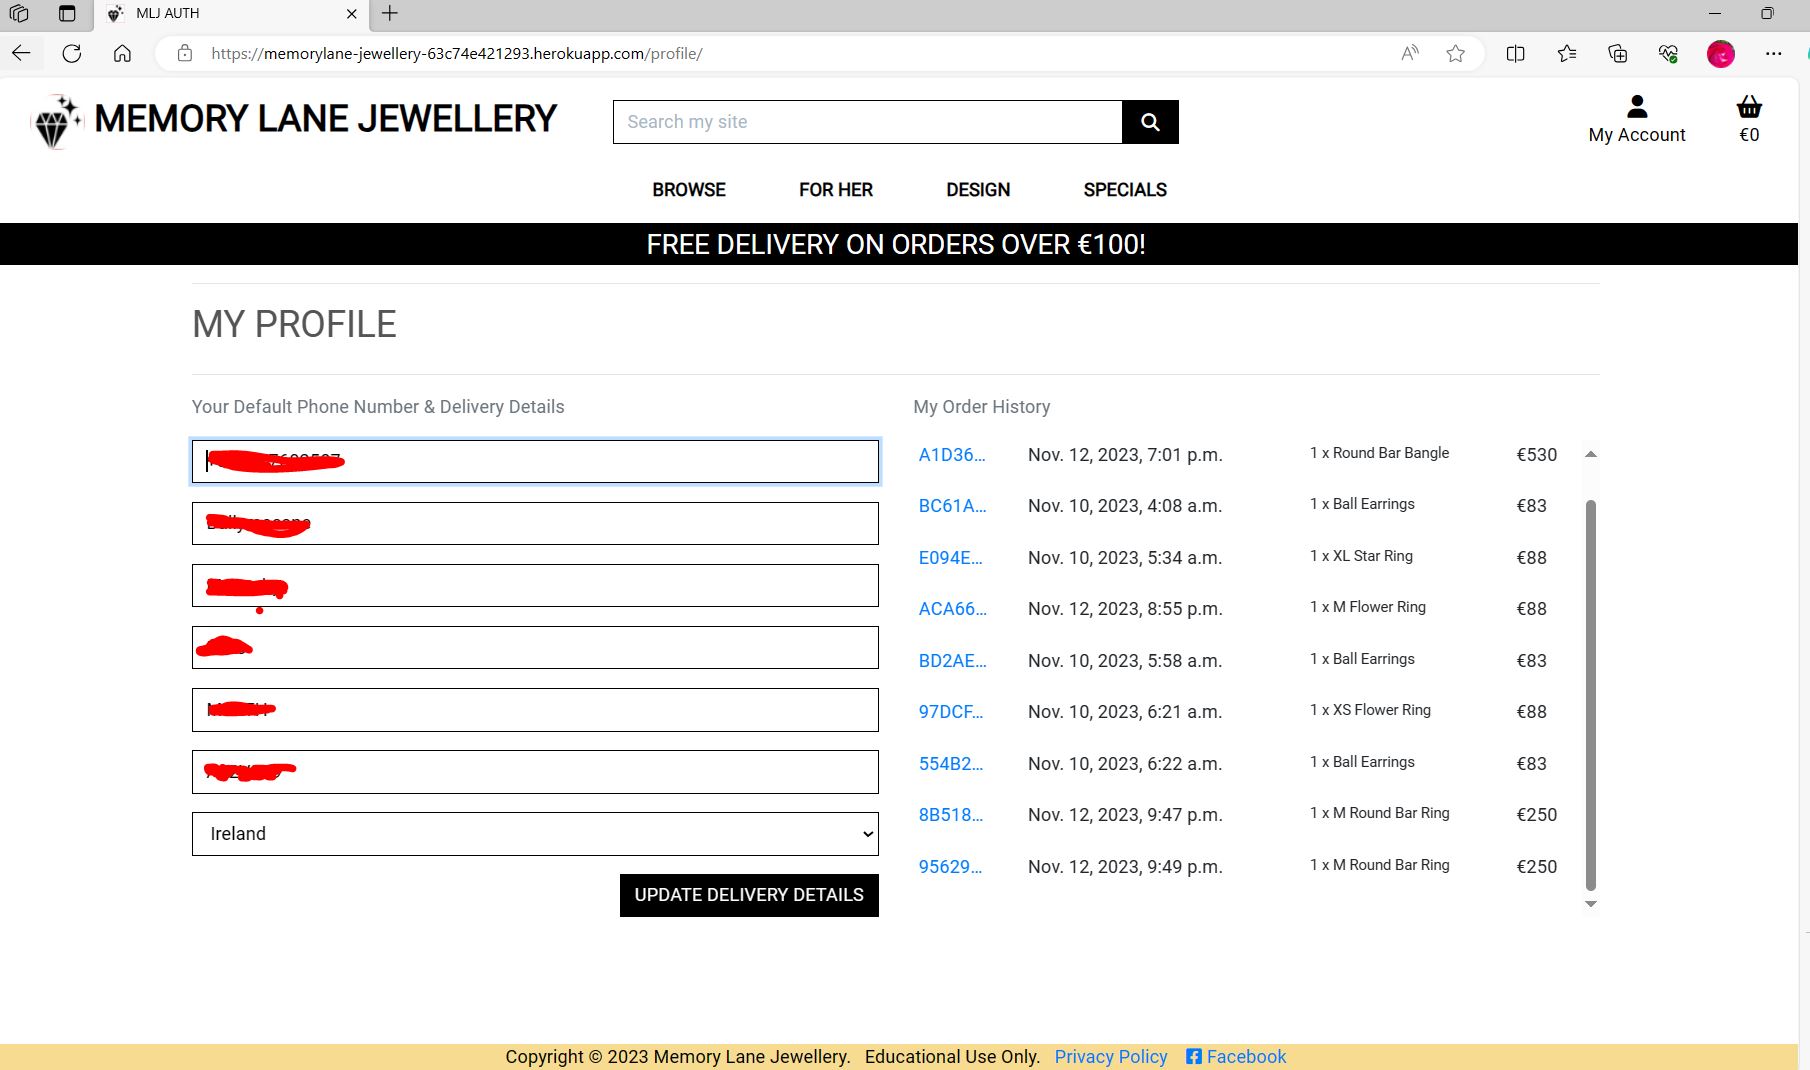 MLJ AUTH
https://memorylane-jewellery-63c74e421293.herokuapp.com/profile/
MEMORY LANE JEWELLERY
Search my site
My Account
€0
BROWSE FOR HER DESIGN SPECIALS
FREE DELIVERY ON ORDERS OVER €100!
MY PROFILE
Your Default Phone Number & Delivery Details
Ireland
UPDATE DELIVERY DETAILS
My Order History
A1D36... Nov. 12, 2023, 7:01 p.m. 1 x Round Bar Bangle €530
BC61A... Nov. 10, 2023, 4:08 a.m. 1 x Ball Earrings €83
E094E... Nov. 10, 2023, 5:34 a.m. 1 x XL Star Ring €88
ACA66... Nov. 12, 2023, 8:55 p.m. 1 x M Flower Ring €88
BD2AE... Nov. 10, 2023, 5:58 a.m. 1 x Ball Earrings €83
97DCF... Nov. 10, 2023, 6:21 a.m. 1 x XS Flower Ring €88
554B2... Nov. 10, 2023, 6:22 a.m. 1 x Ball Earrings €83
8B518... Nov. 12, 2023, 9:47 p.m. 1 x M Round Bar Ring €250
95629... Nov. 12, 2023, 9:49 p.m. 1 x M Round Bar Ring €250
Copyright © 2023 Memory Lane Jewellery. Educational Use Only. Privacy Policy Facebook